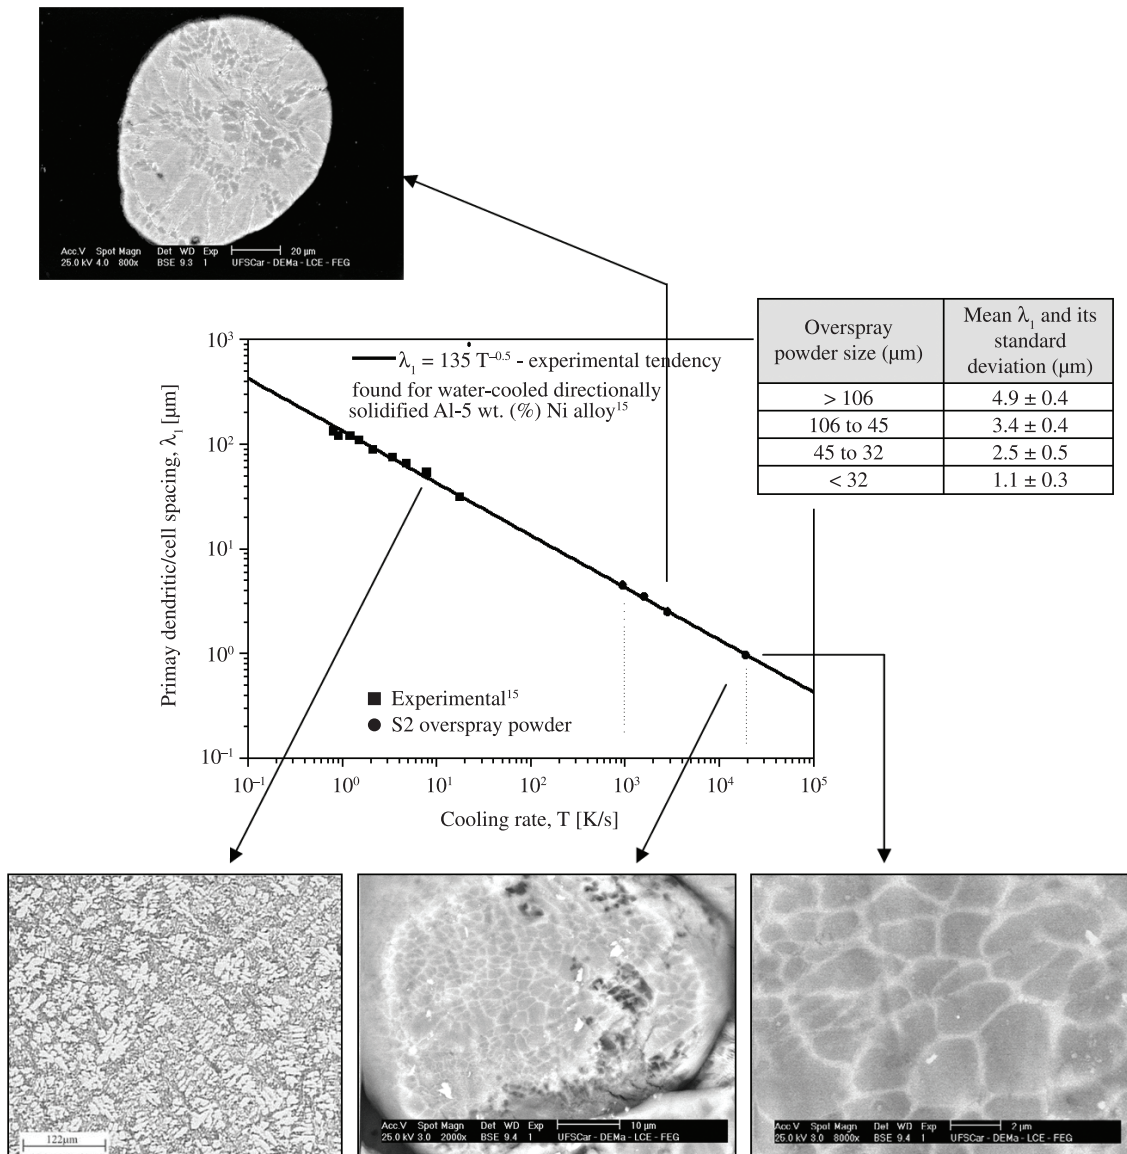 Acc.V Spot Magn Det WD Exp 20 µm
25.0 kV 4.0 800x BSE 9.3 1 UFSCar - DEMa - LCE - FEG
Overspray powder size (µm)
Mean λ₁ and its standard deviation (µm)
> 106 4.9 ± 0.4
106 to 45 3.4 ± 0.4
45 to 32 2.5 ± 0.5
< 32 1.1 ± 0.3
λ₁ = 135 Ṫ⁻⁰·⁵ - experimental tendency
found for water-cooled directionally
solidified Al-5 wt. (%) Ni alloy¹⁵
Primay dendritic/cell spacing, λ₁ [µm]
10³
10²
10¹
10⁰
10⁻¹
■ Experimental¹⁵
● S2 overspray powder
10⁻¹ 10⁰ 10¹ 10² 10³ 10⁴ 10⁵
Cooling rate, T [K/s]
122µm
Acc.V Spot Magn Det WD Exp 10 µm
25.0 kV 3.0 2000x BSE 9.4 1 UFSCar - DEMa - LCE - FEG
Acc.V Spot Magn Det WD Exp 2 µm
25.0 kV 3.0 8000x BSE 9.4 1 UFSCar - DEMa - LCE - FEG